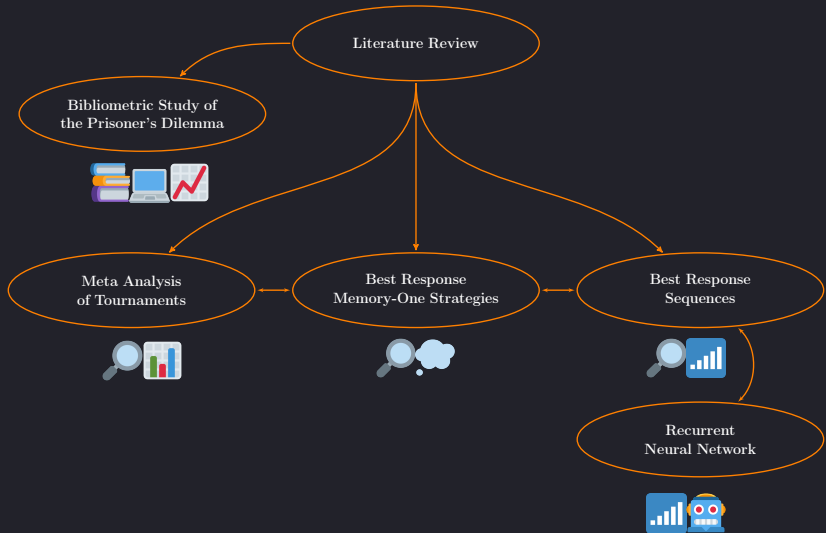 Literature Review
Bibliometric Study of
the Prisoner's Dilemma
Meta Analysis
of Tournaments
Best Response
Memory-One Strategies
Best Response
Sequences
Recurrent
Neural Network